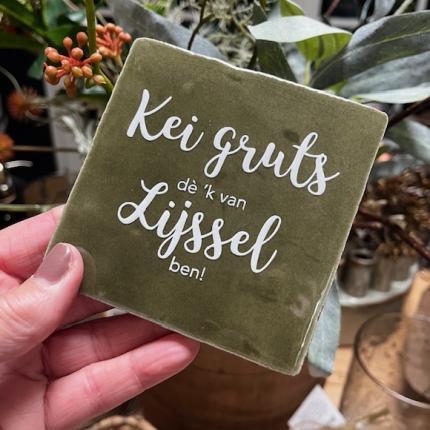 Kei gruts
dè 'k van
Lijssel
ben!